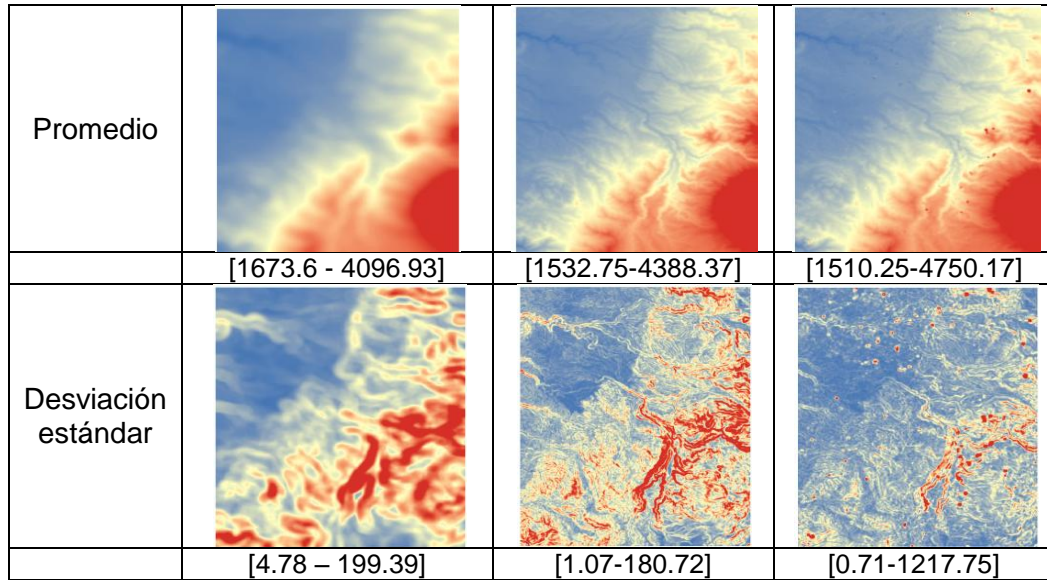 Promedio
[1673.6 - 4096.93] [1532.75-4388.37] [1510.25-4750.17]
Desviación
estándar
[4.78 – 199.39] [1.07-180.72] [0.71-1217.75]